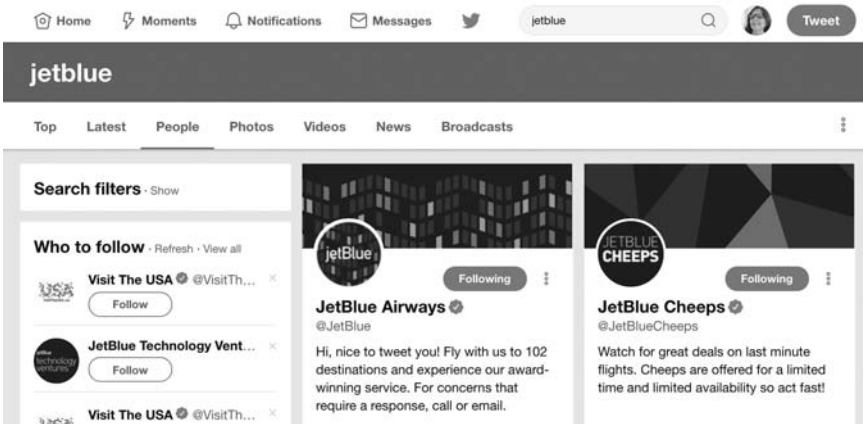 Home Moments Notifications Messages jetblue Tweet
jetblue
Top Latest People Photos Videos News Broadcasts
Search filters · Show
Who to follow · Refresh · View all
Visit The USA @VisitTh... ×
Follow
JetBlue Technology Vent... ×
Follow
Visit The USA @VisitTh... ×
jetBlue
technology
ventures
jetBlue
Following
JetBlue Airways
@JetBlue
Hi, nice to tweet you! Fly with us to 102
destinations and experience our award-
winning service. For concerns that
require a response, call or email.
JETBLUE
CHEEPS
Following
JetBlue Cheeps
@JetBlueCheeps
Watch for great deals on last minute
flights. Cheeps are offered for a limited
time and limited availability so act fast!